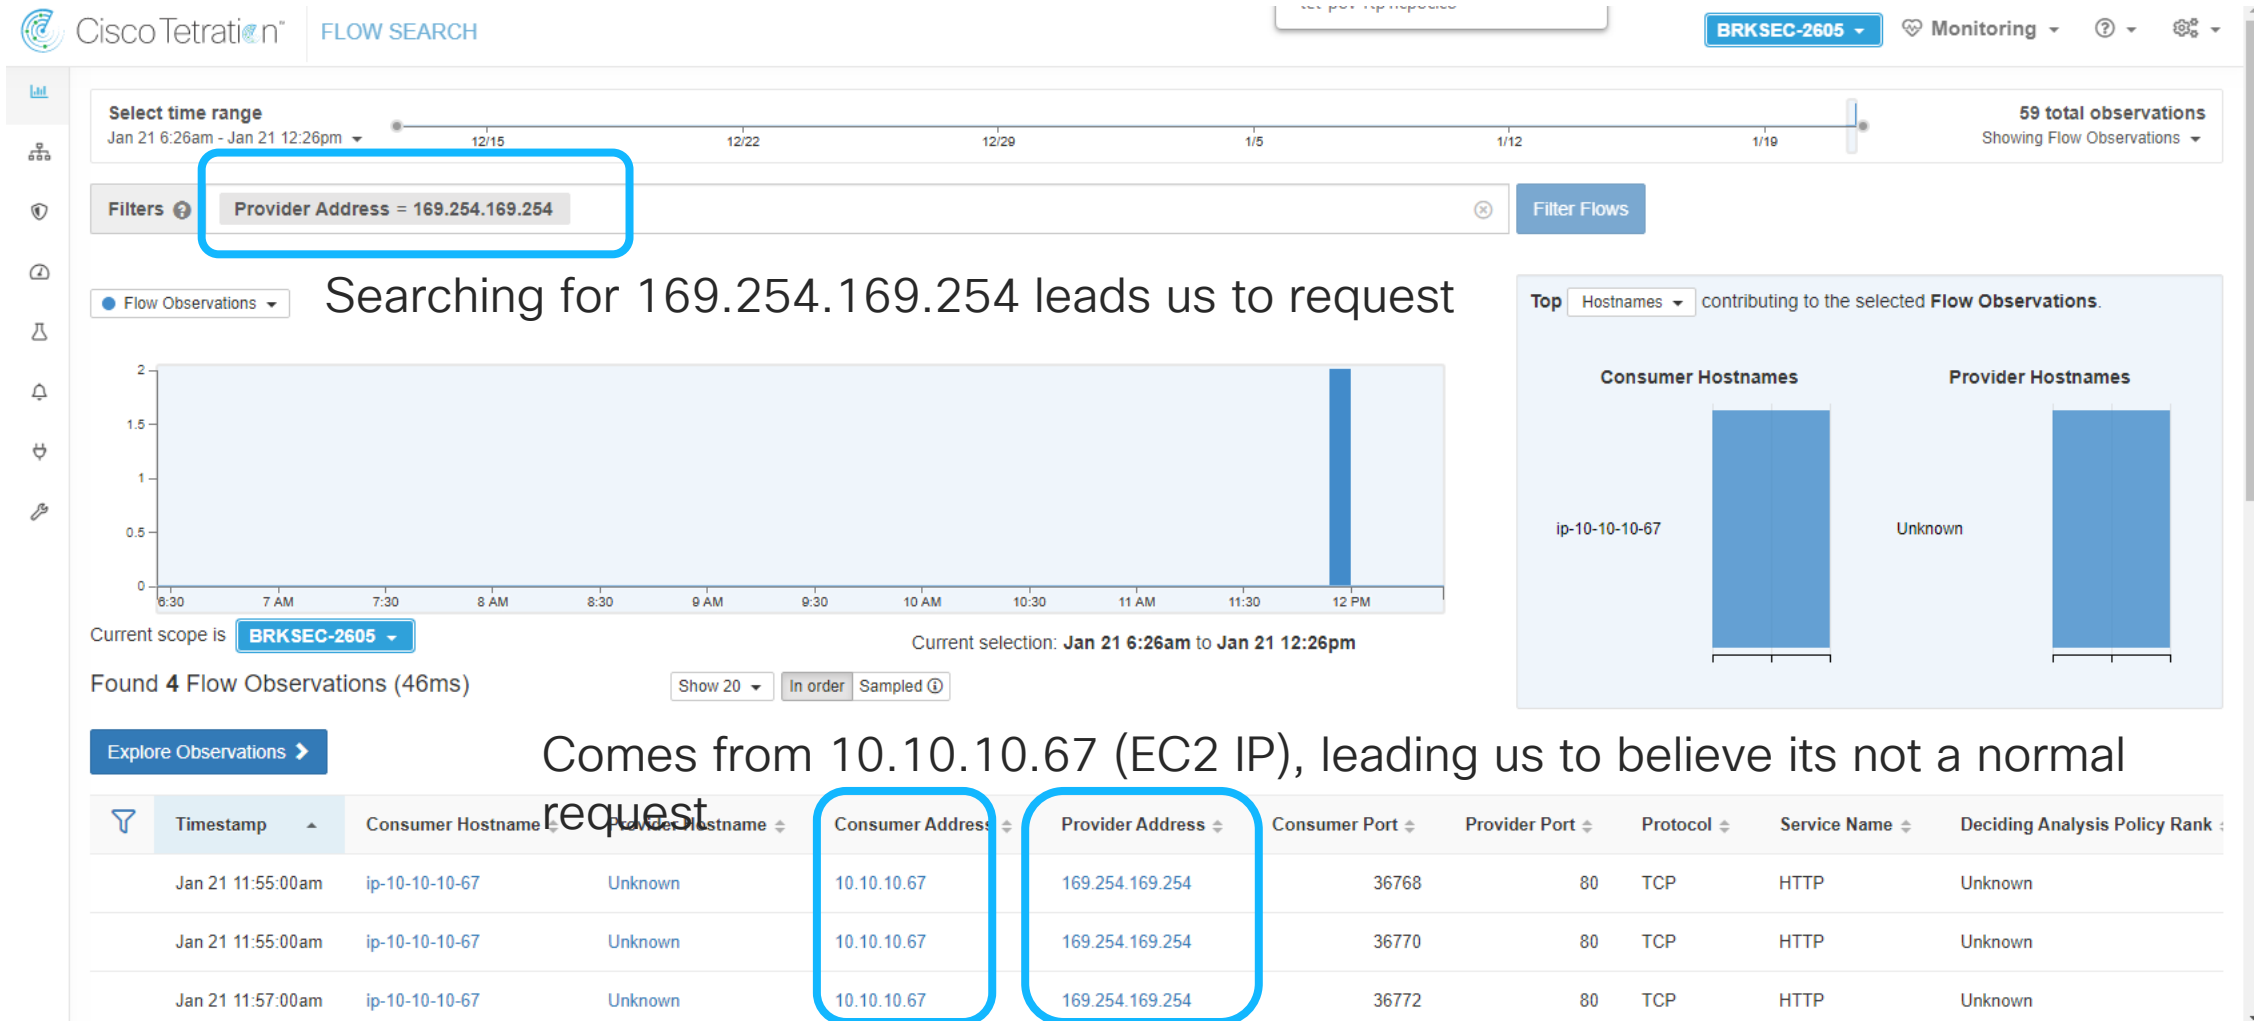 Cisco Tetration™
FLOW SEARCH
BRKSEC-2605
Monitoring
Select time range
Jan 21 6:26am - Jan 21 12:26pm
12/15 12/22 12/29 1/5 1/12 1/19
59 total observations
Showing Flow Observations
Filters Provider Address = 169.254.169.254
Filter Flows
Flow Observations
Searching for 169.254.169.254 leads us to request
Top Hostnames contributing to the selected Flow Observations.
Consumer Hostnames Provider Hostnames
ip-10-10-10-67 Unknown
2
1.5
1
0.5
0
6:30 7 AM 7:30 8 AM 8:30 9 AM 9:30 10 AM 10:30 11 AM 11:30 12 PM
Current scope is BRKSEC-2605
Current selection: Jan 21 6:26am to Jan 21 12:26pm
Found 4 Flow Observations (46ms)
Show 20 In order Sampled
Explore Observations
Comes from 10.10.10.67 (EC2 IP), leading us to believe its not a normal
request
Timestamp Consumer Hostname Provider Hostname Consumer Address Provider Address Consumer Port Provider Port Protocol Service Name Deciding Analysis Policy Rank
Jan 21 11:55:00am ip-10-10-10-67 Unknown 10.10.10.67 169.254.169.254 36768 80 TCP HTTP Unknown
Jan 21 11:55:00am ip-10-10-10-67 Unknown 10.10.10.67 169.254.169.254 36770 80 TCP HTTP Unknown
Jan 21 11:57:00am ip-10-10-10-67 Unknown 10.10.10.67 169.254.169.254 36772 80 TCP HTTP Unknown